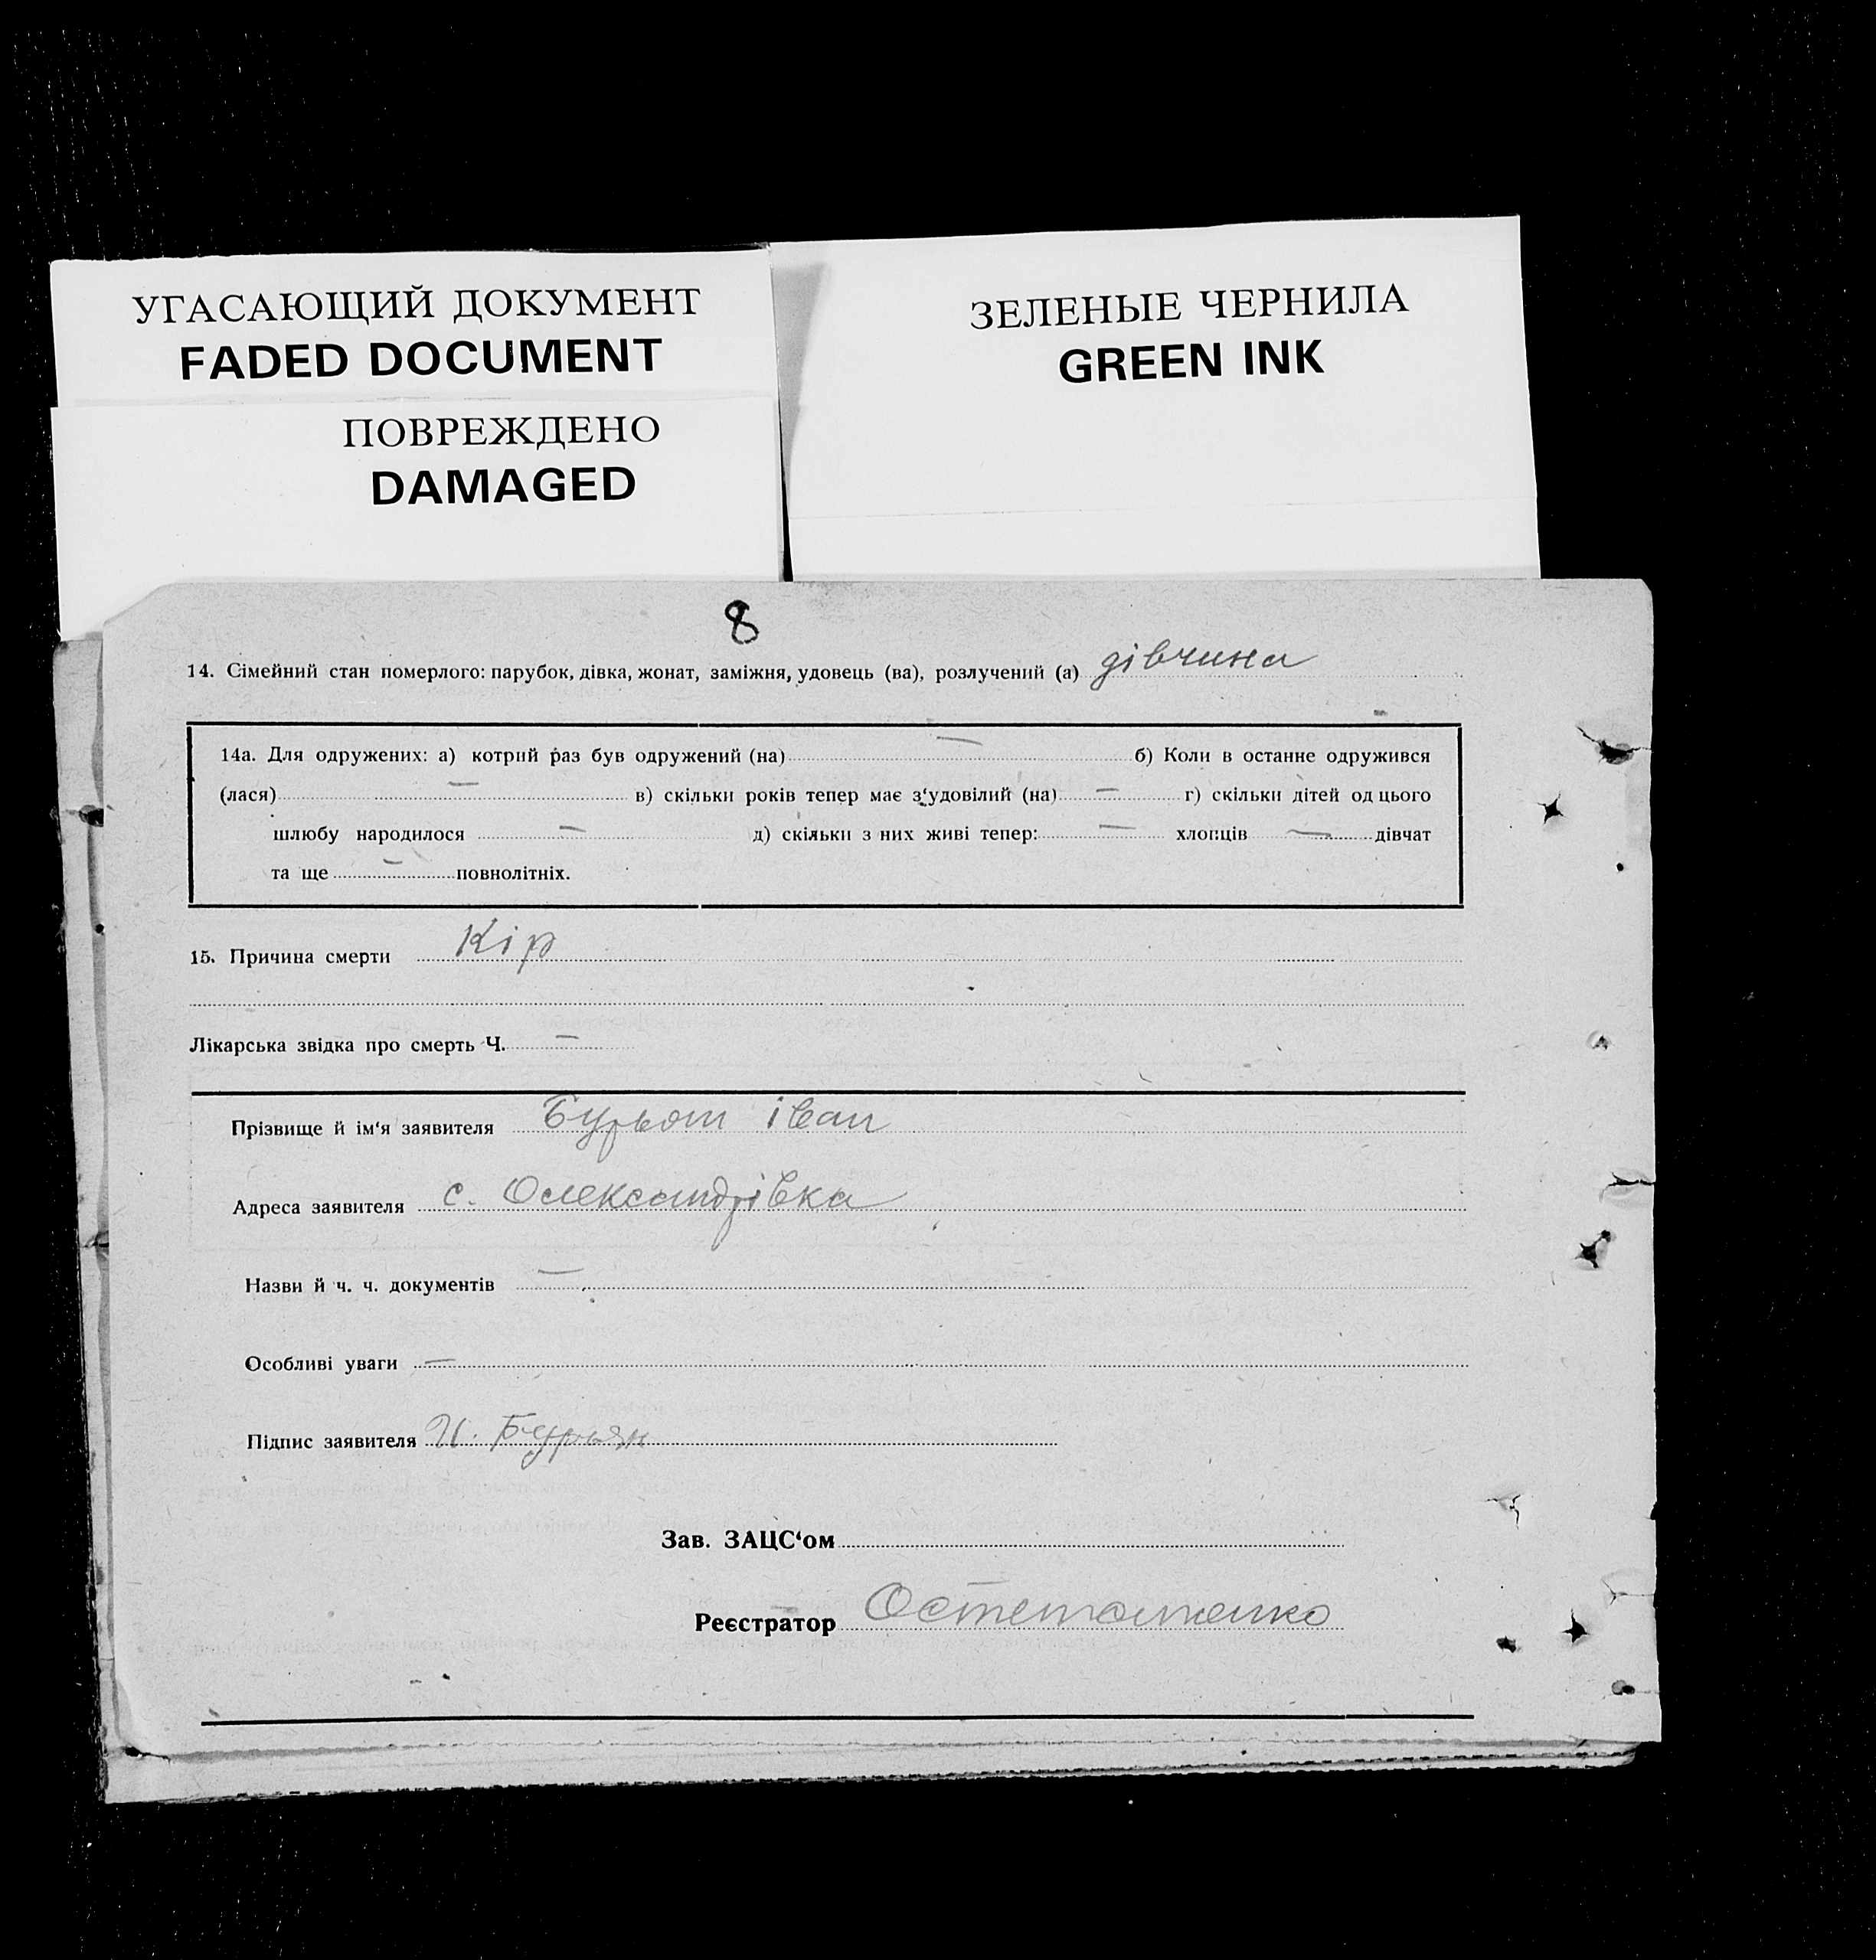 УГАСАЮЩИЙ ДОКУМЕНТ
FADED DOCUMENT
ПОВРЕЖДЕНО
DAMAGED
ЗЕЛЕНЫЕ ЧЕРНИЛА
GREEN INK
8
14. Сімейний стан померлого: парубок, дівка, жонат, заміжня, удовець (ва), розлучений (а) дівчина
14а. Для одружених: а) котрий раз був одружений (на) — б) Коли в останнє одружився
(лася) — в) скільки років тепер має з‘удовілий (на) — г) скільки дітей од цього
шлюбу народилося — д) скільки з них живі тепер: — хлопців — дівчат
та ще — повнолітніх.
15. Причина смерти Кір
Лікарська звідка про смерть Ч. —
Прізвище й ім‘я заявителя Бурьян іван
Адреса заявителя с. Олександрівка
Назви й ч. ч. документів —
Особливі уваги —
Підпис заявителя И. Бурьян
Зав. ЗАЦС‘ом
Реєстратор